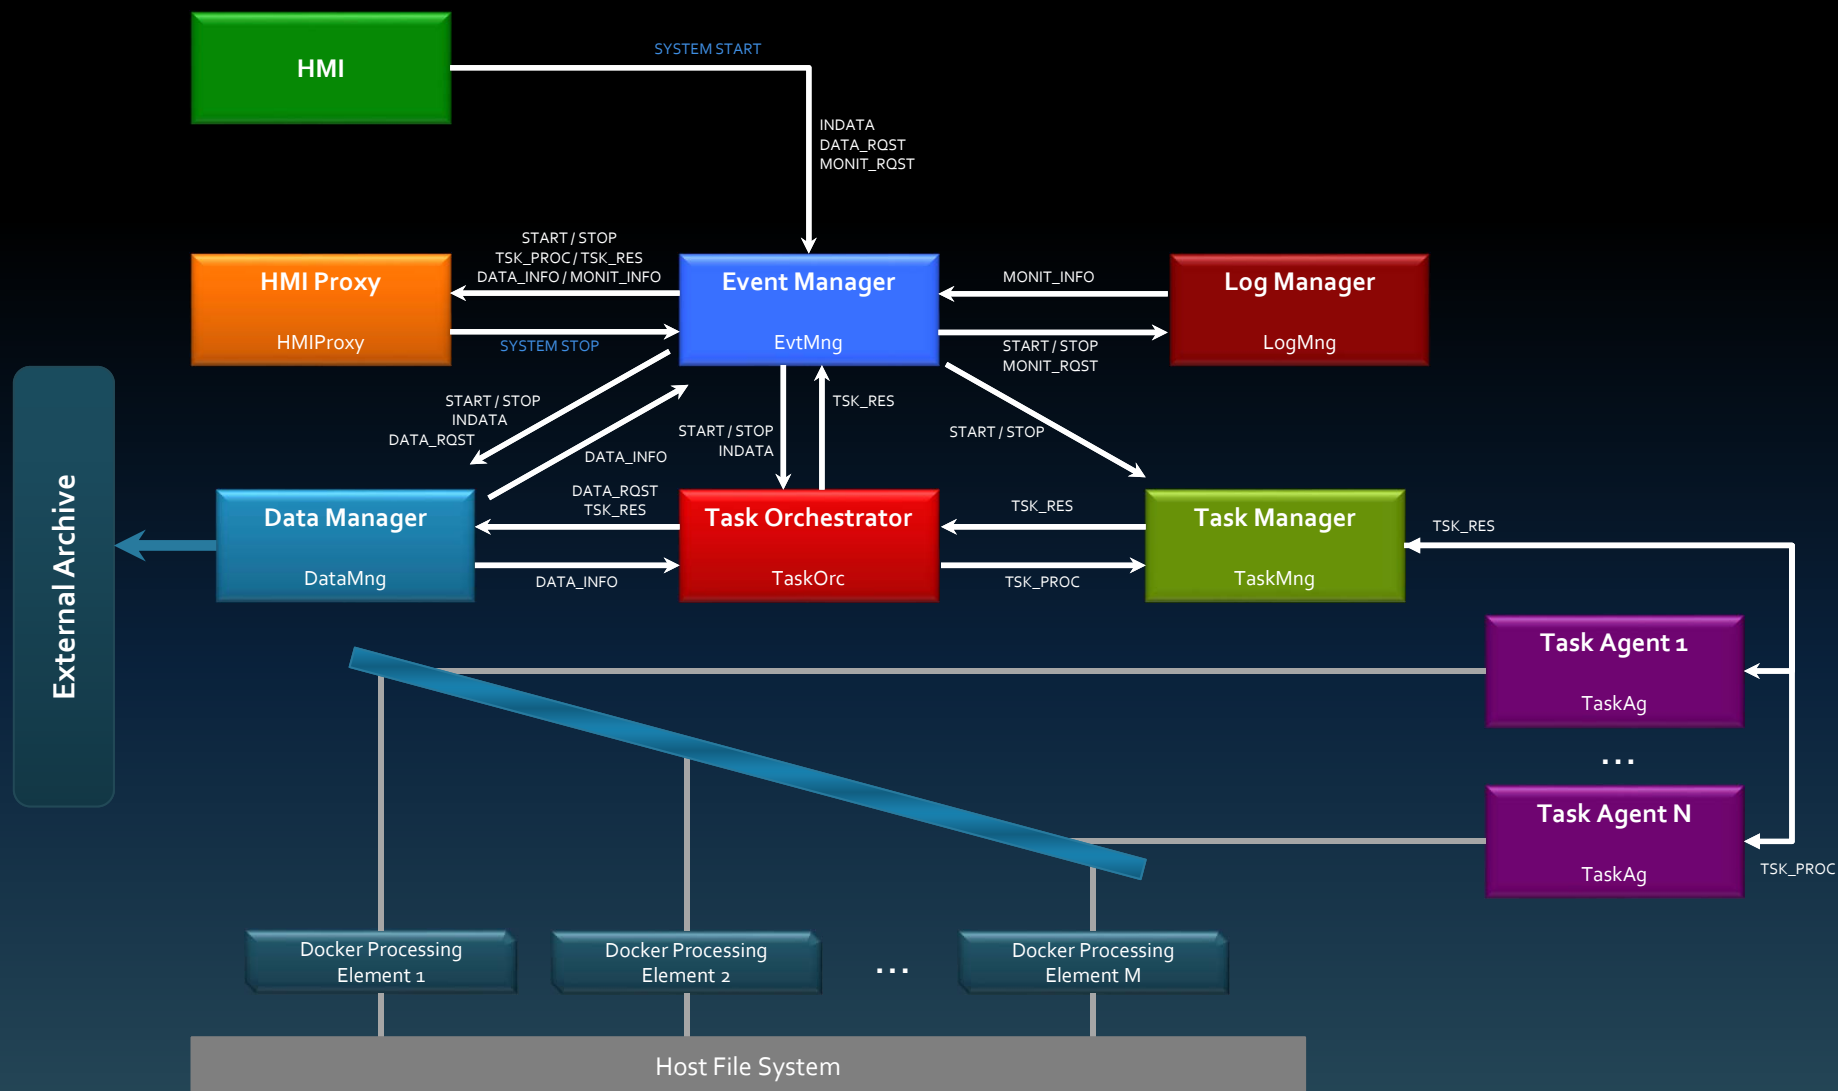 HMI
SYSTEM START
INDATA
DATA_RQST
MONIT_RQST
START / STOP
TSK_PROC / TSK_RES
DATA_INFO / MONIT_INFO
HMI Proxy
HMIProxy
SYSTEM STOP
Event Manager
EvtMng
MONIT_INFO
START / STOP
MONIT_RQST
Log Manager
LogMng
START / STOP
INDATA
DATA_RQST
DATA_INFO
START / STOP
INDATA
TSK_RES
START / STOP
External Archive
Data Manager
DataMng
DATA_RQST
TSK_RES
DATA_INFO
Task Orchestrator
TaskOrc
TSK_RES
TSK_PROC
Task Manager
TaskMng
TSK_RES
Task Agent 1
TaskAg
...
Task Agent N
TaskAg
TSK_PROC
Docker Processing
Element 1
Docker Processing
Element 2
...
Docker Processing
Element M
Host File System